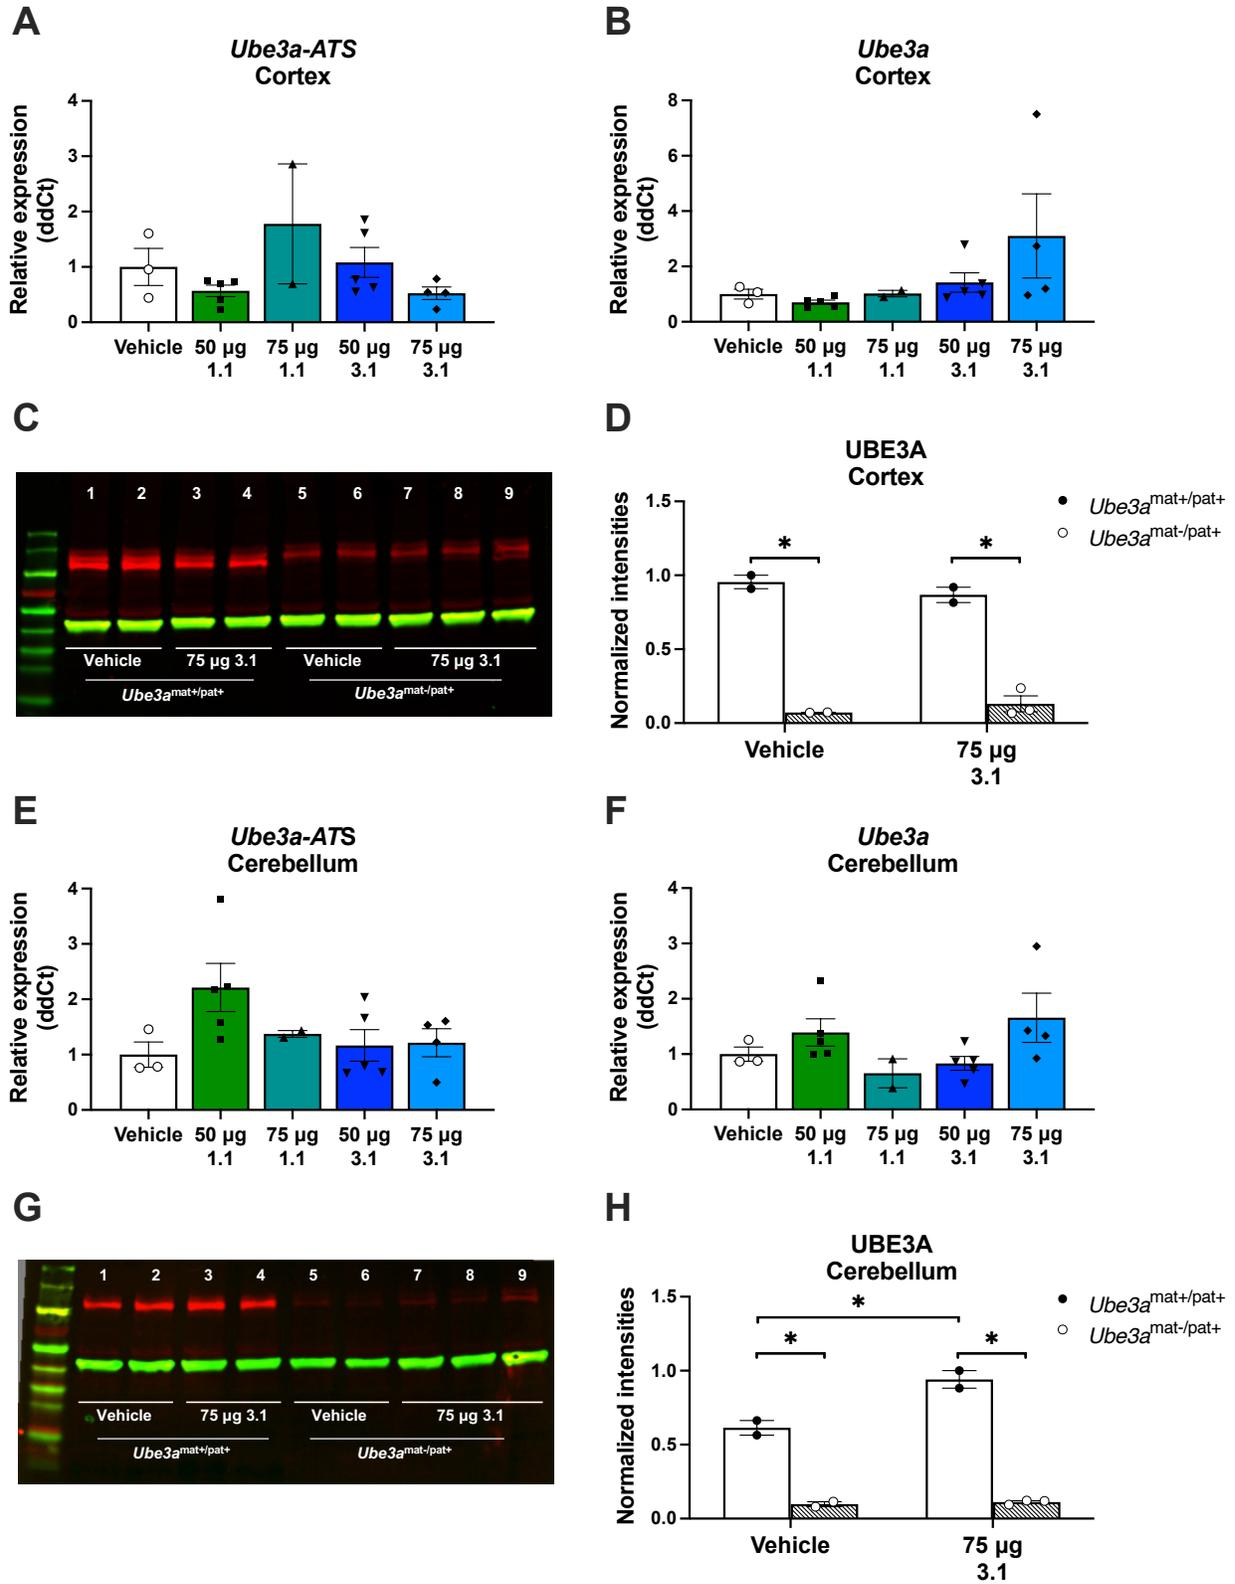 A
Ube3a-ATS
Cortex
Relative expression
(ddCt)
4
3
2
1
0
Vehicle 50 µg 75 µg 50 µg 75 µg
1.1 1.1 3.1 3.1
B
Ube3a
Cortex
Relative expression
(ddCt)
8
6
4
2
0
Vehicle 50 µg 75 µg 50 µg 75 µg
1.1 1.1 3.1 3.1
C
1 2 3 4 5 6 7 8 9
Vehicle 75 µg 3.1 Vehicle 75 µg 3.1
Ube3amat+/pat+ Ube3amat-/pat+
D
UBE3A
Cortex
Normalized intensities
1.5
1.0
0.5
0.0
* *
Vehicle 75 µg
3.1
Ube3amat+/pat+
Ube3amat-/pat+
E
Ube3a-ATS
Cerebellum
Relative expression
(ddCt)
4
3
2
1
0
Vehicle 50 µg 75 µg 50 µg 75 µg
1.1 1.1 3.1 3.1
F
Ube3a
Cerebellum
Relative expression
(ddCt)
4
3
2
1
0
Vehicle 50 µg 75 µg 50 µg 75 µg
1.1 1.1 3.1 3.1
G
1 2 3 4 5 6 7 8 9
Vehicle 75 µg 3.1 Vehicle 75 µg 3.1
Ube3amat+/pat+ Ube3amat-/pat+
H
UBE3A
Cerebellum
Normalized intensities
1.5
1.0
0.5
0.0
*
* *
Vehicle 75 µg
3.1
Ube3amat+/pat+
Ube3amat-/pat+